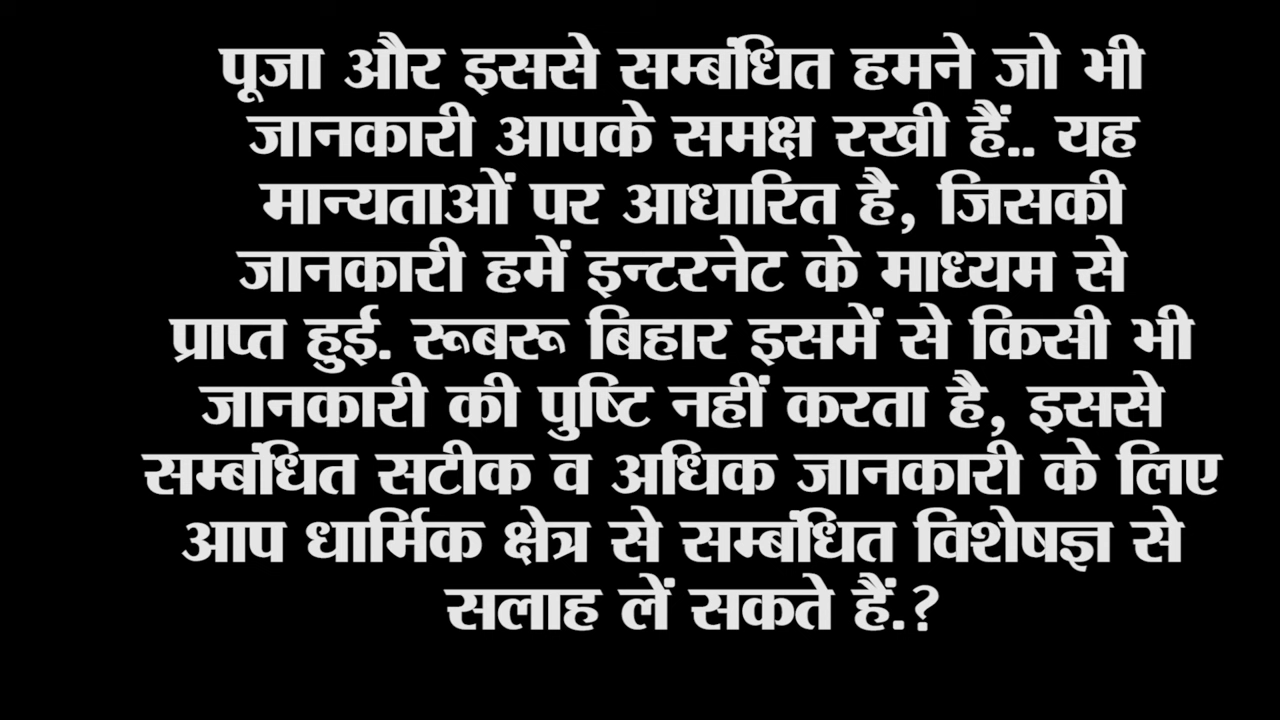 पूजा और इससे सम्बंधित हमने जो भी
जानकारी आपके समक्ष रखी हैं.. यह
मान्यताओं पर आधारित है, जिसकी
जानकारी हमें इन्टरनेट के माध्यम से
प्राप्त हुई. रूबरू बिहार इसमें से किसी भी
जानकारी की पुष्टि नहीं करता है, इससे
सम्बंधित सटीक व अधिक जानकारी के लिए
आप धार्मिक क्षेत्र से सम्बंधित विशेषज्ञ से
सलाह लें सकते हैं.?